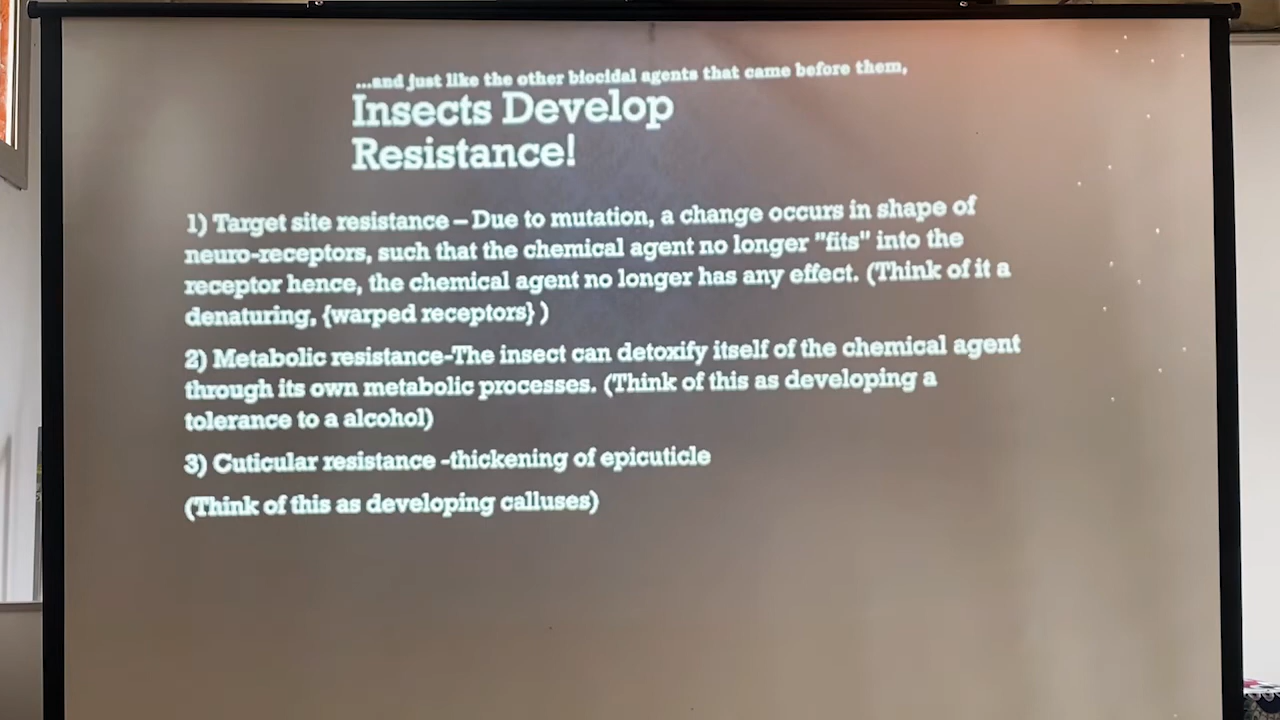 ...and just like the other biocidal agents that came before them,
Insects Develop
Resistance!
1) Target site resistance – Due to mutation, a change occurs in shape of
neuro-receptors, such that the chemical agent no longer "fits" into the
receptor hence, the chemical agent no longer has any effect. (Think of it a
denaturing, {warped receptors} )
2) Metabolic resistance-The insect can detoxify itself of the chemical agent
through its own metabolic processes. (Think of this as developing a
tolerance to a alcohol)
3) Cuticular resistance -thickening of epicuticle
(Think of this as developing calluses)